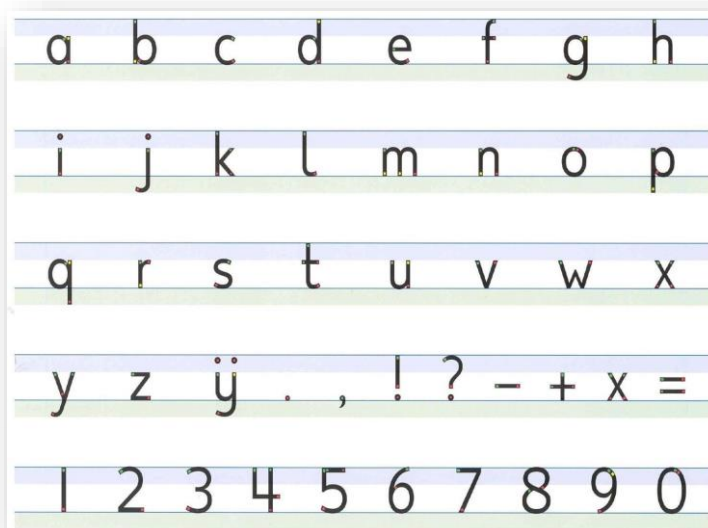 a b c d e f g h
i j k l m n o p
q r s t u v w x
y z ÿ . , ! ? - + x =
1 2 3 4 5 6 7 8 9 0